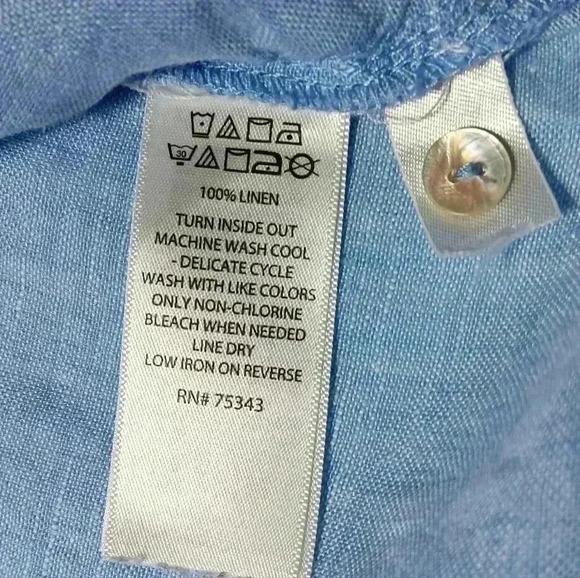 30
100% LINEN
TURN INSIDE OUT
MACHINE WASH COOL
- DELICATE CYCLE
WASH WITH LIKE COLORS
ONLY NON-CHLORINE
BLEACH WHEN NEEDED
LINE DRY
LOW IRON ON REVERSE
RN# 75343